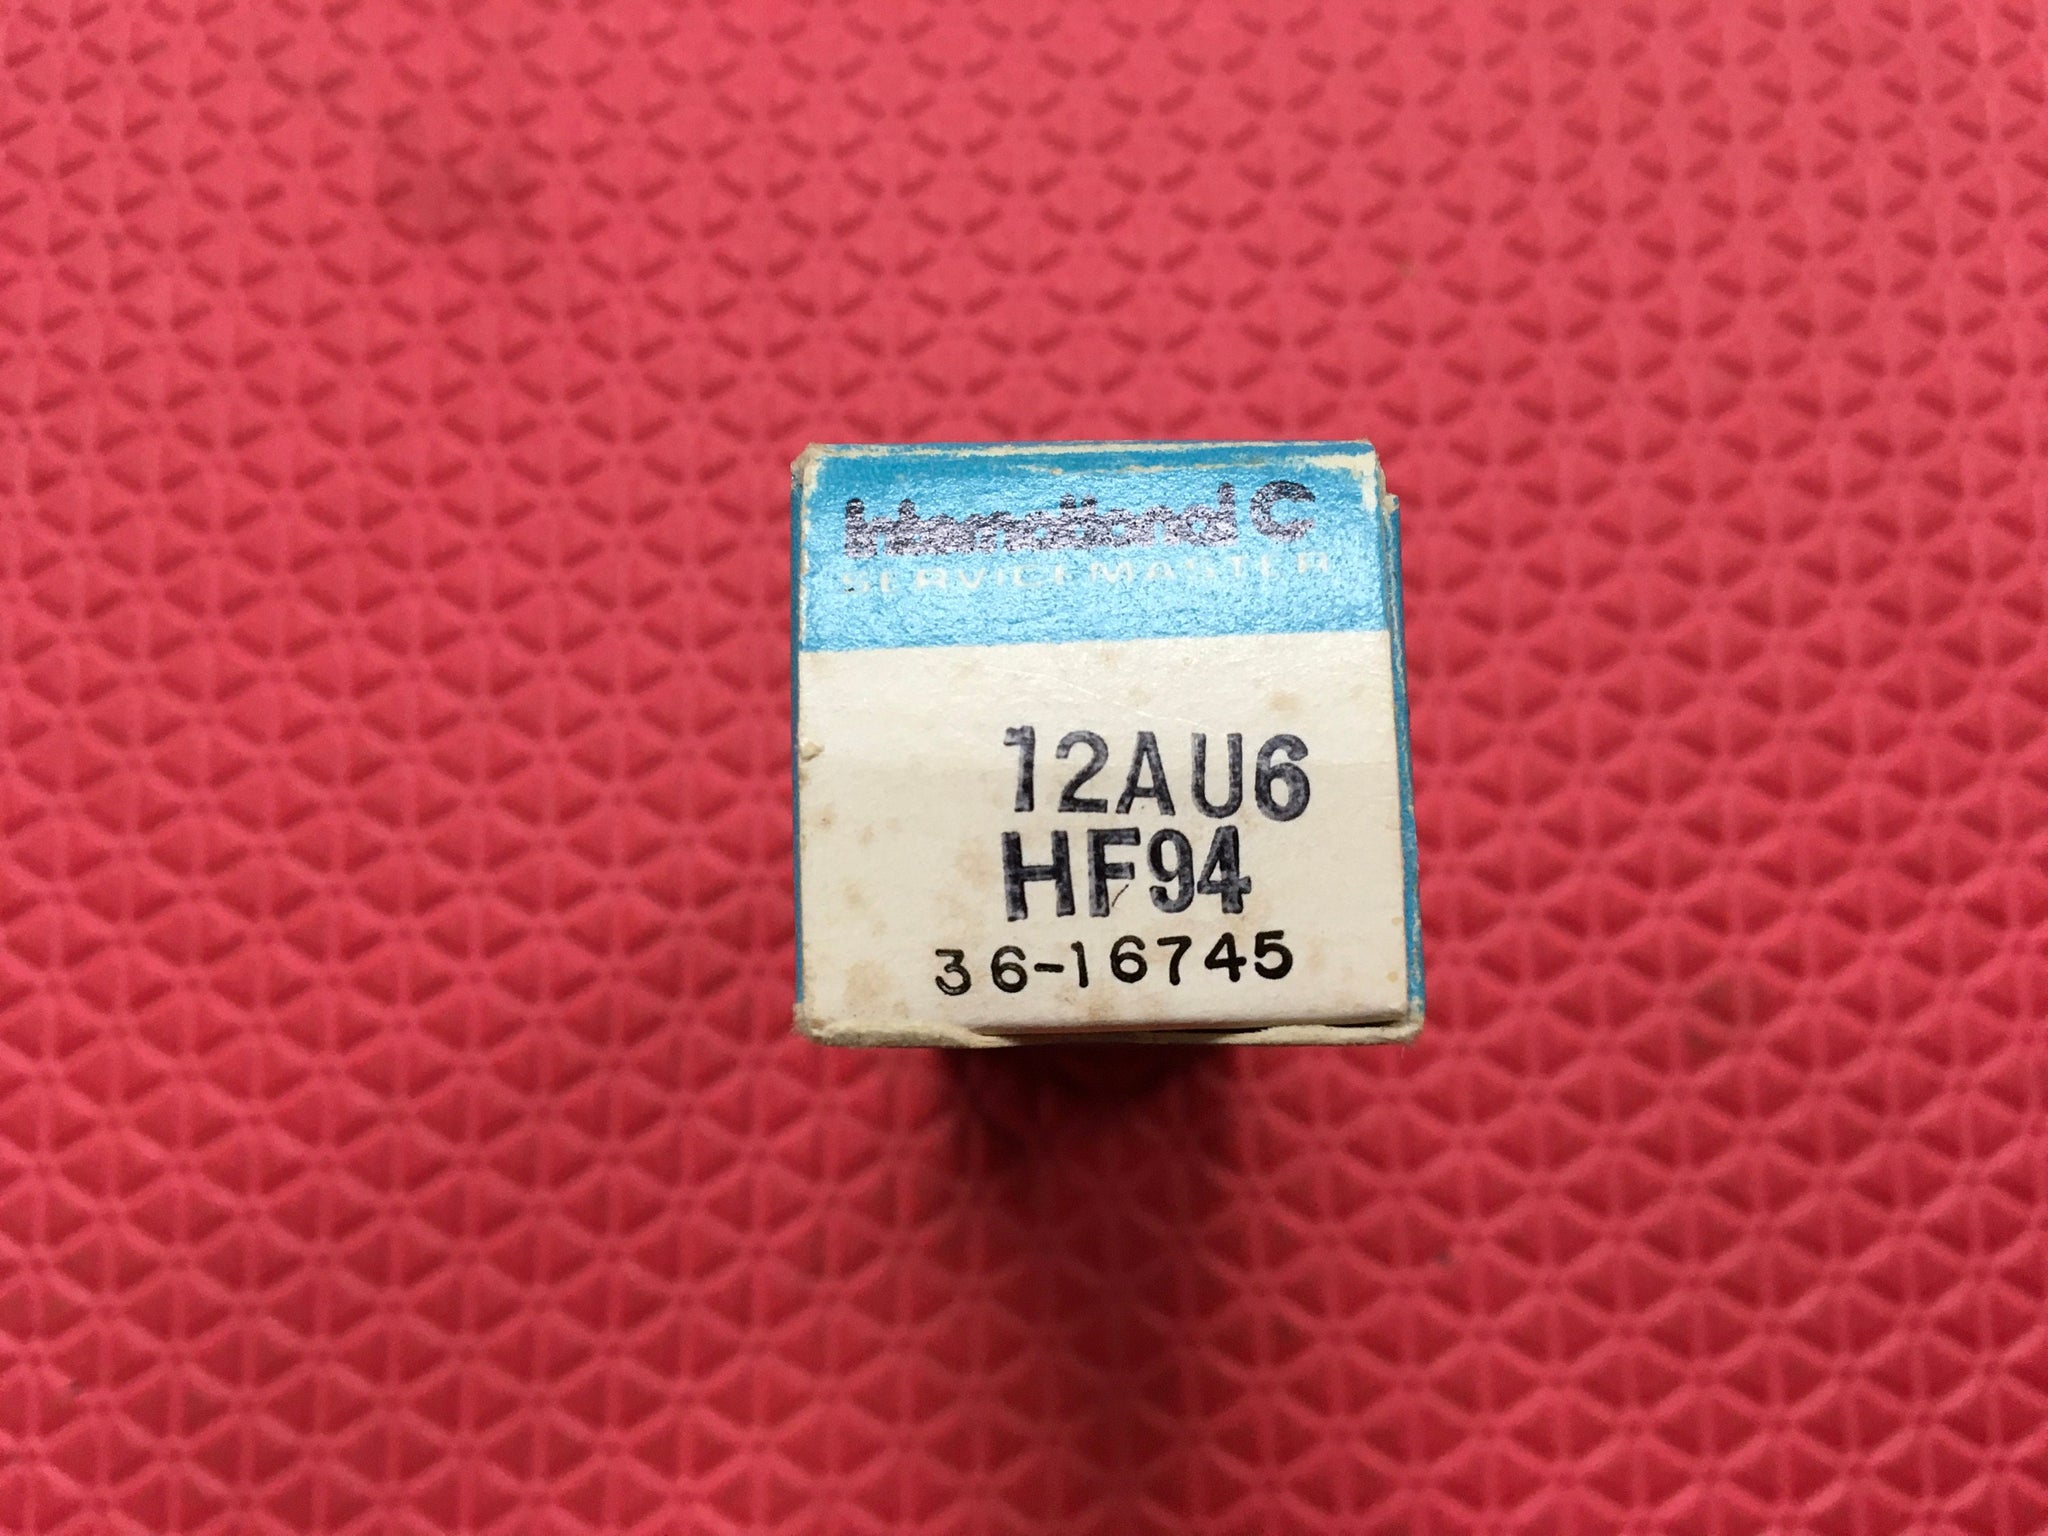 International C
SERVICEMASTER
12AU6
HF94
36-16745